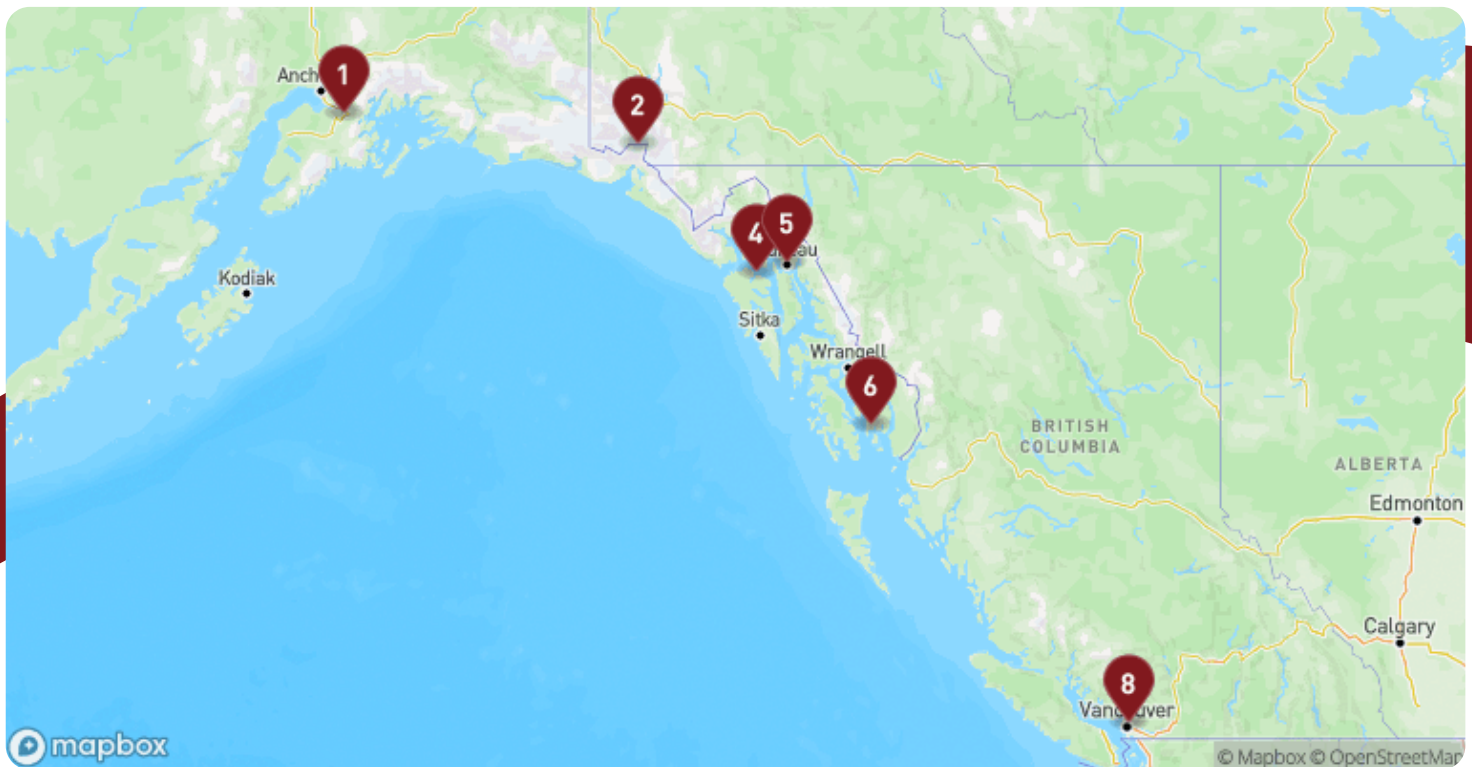 Anch
1
2
4
5
au
Kodiak
Sitka
Wrangell
6
BRITISH
COLUMBIA
ALBERTA
Edmonton
Calgary
8
Vancouver
mapbox
© Mapbox © OpenStreetMap